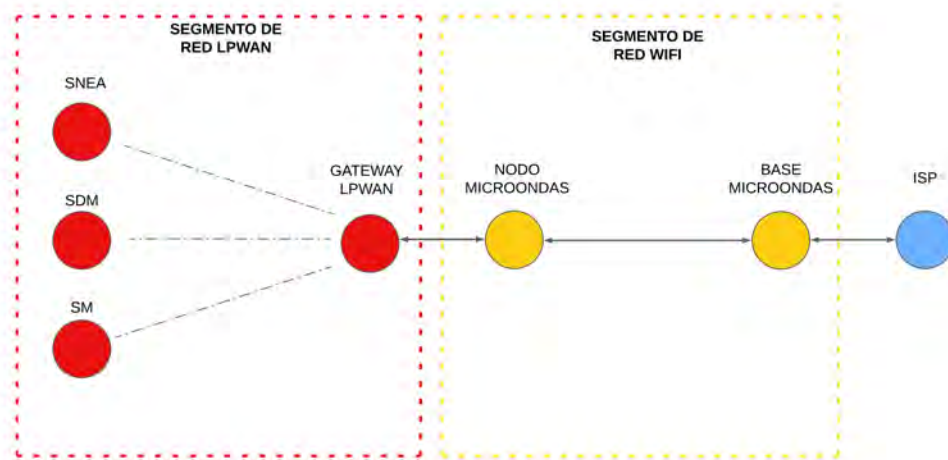 SEGMENTO DE
RED LPWAN
SEGMENTO DE
RED WIFI
SNEA
SDM
SM
GATEWAY
LPWAN
NODO
MICROONDAS
BASE
MICROONDAS
ISP